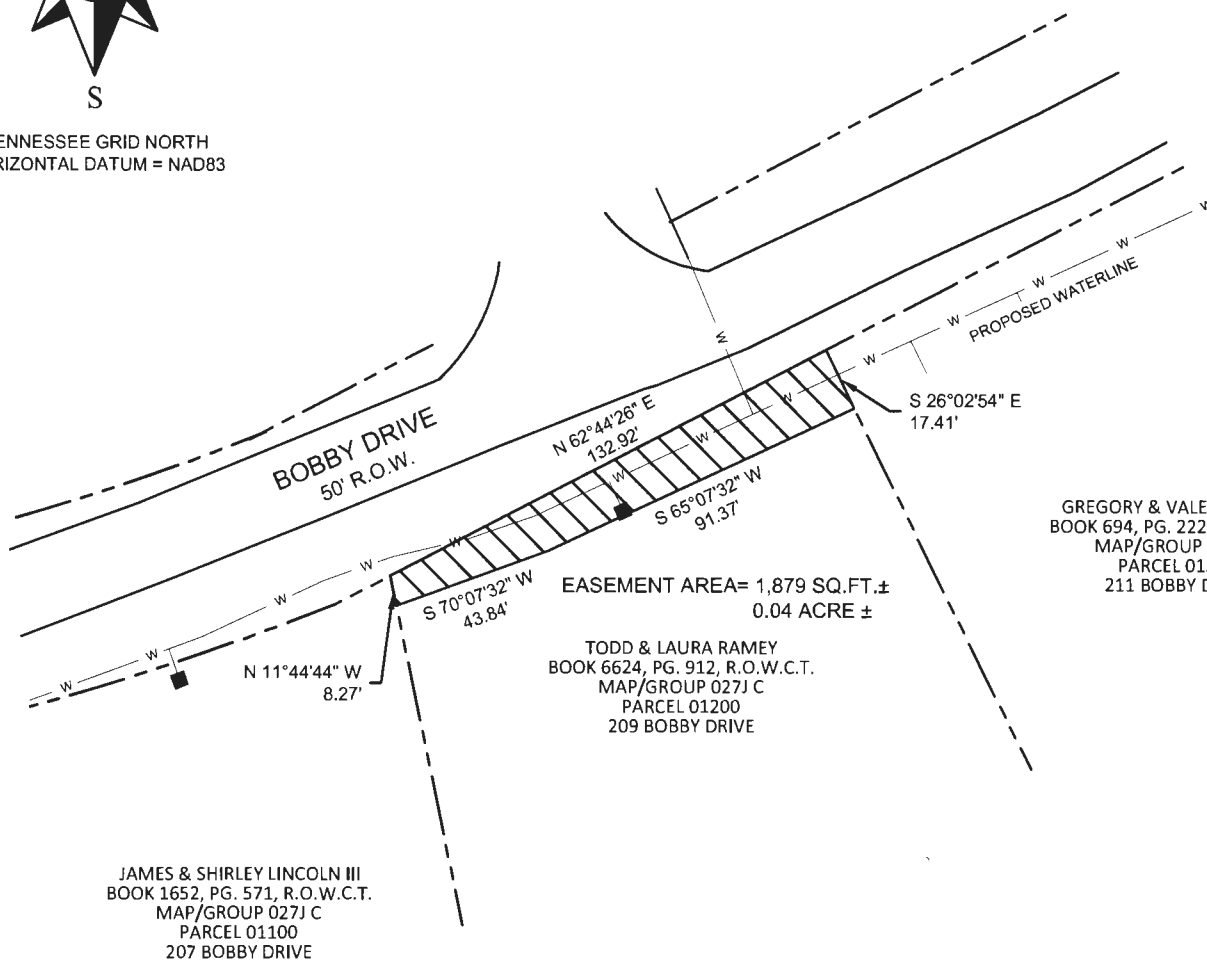 S
ENNESSEE GRID NORTH
RIZONTAL DATUM = NAD83
BOBBY DRIVE
50' R.O.W.
N 62°44'26" E
132.92'
W
W
W
W
W
PROPOSED WATERLINE
W
W
W
W
W
W
W
W
W
S 26°02'54" E
17.41'
S 65°07'32" W
91.37'
S 70°07'32" W
43.84'
N 11°44'44" W
8.27'
EASEMENT AREA= 1,879 SQ.FT.±
0.04 ACRE ±
TODD & LAURA RAMEY
BOOK 6624, PG. 912, R.O.W.C.T.
MAP/GROUP 027J C
PARCEL 01200
209 BOBBY DRIVE
GREGORY & VALE
BOOK 694, PG. 222
MAP/GROUP
PARCEL 01
211 BOBBY D
JAMES & SHIRLEY LINCOLN III
BOOK 1652, PG. 571, R.O.W.C.T.
MAP/GROUP 027J C
PARCEL 01100
207 BOBBY DRIVE